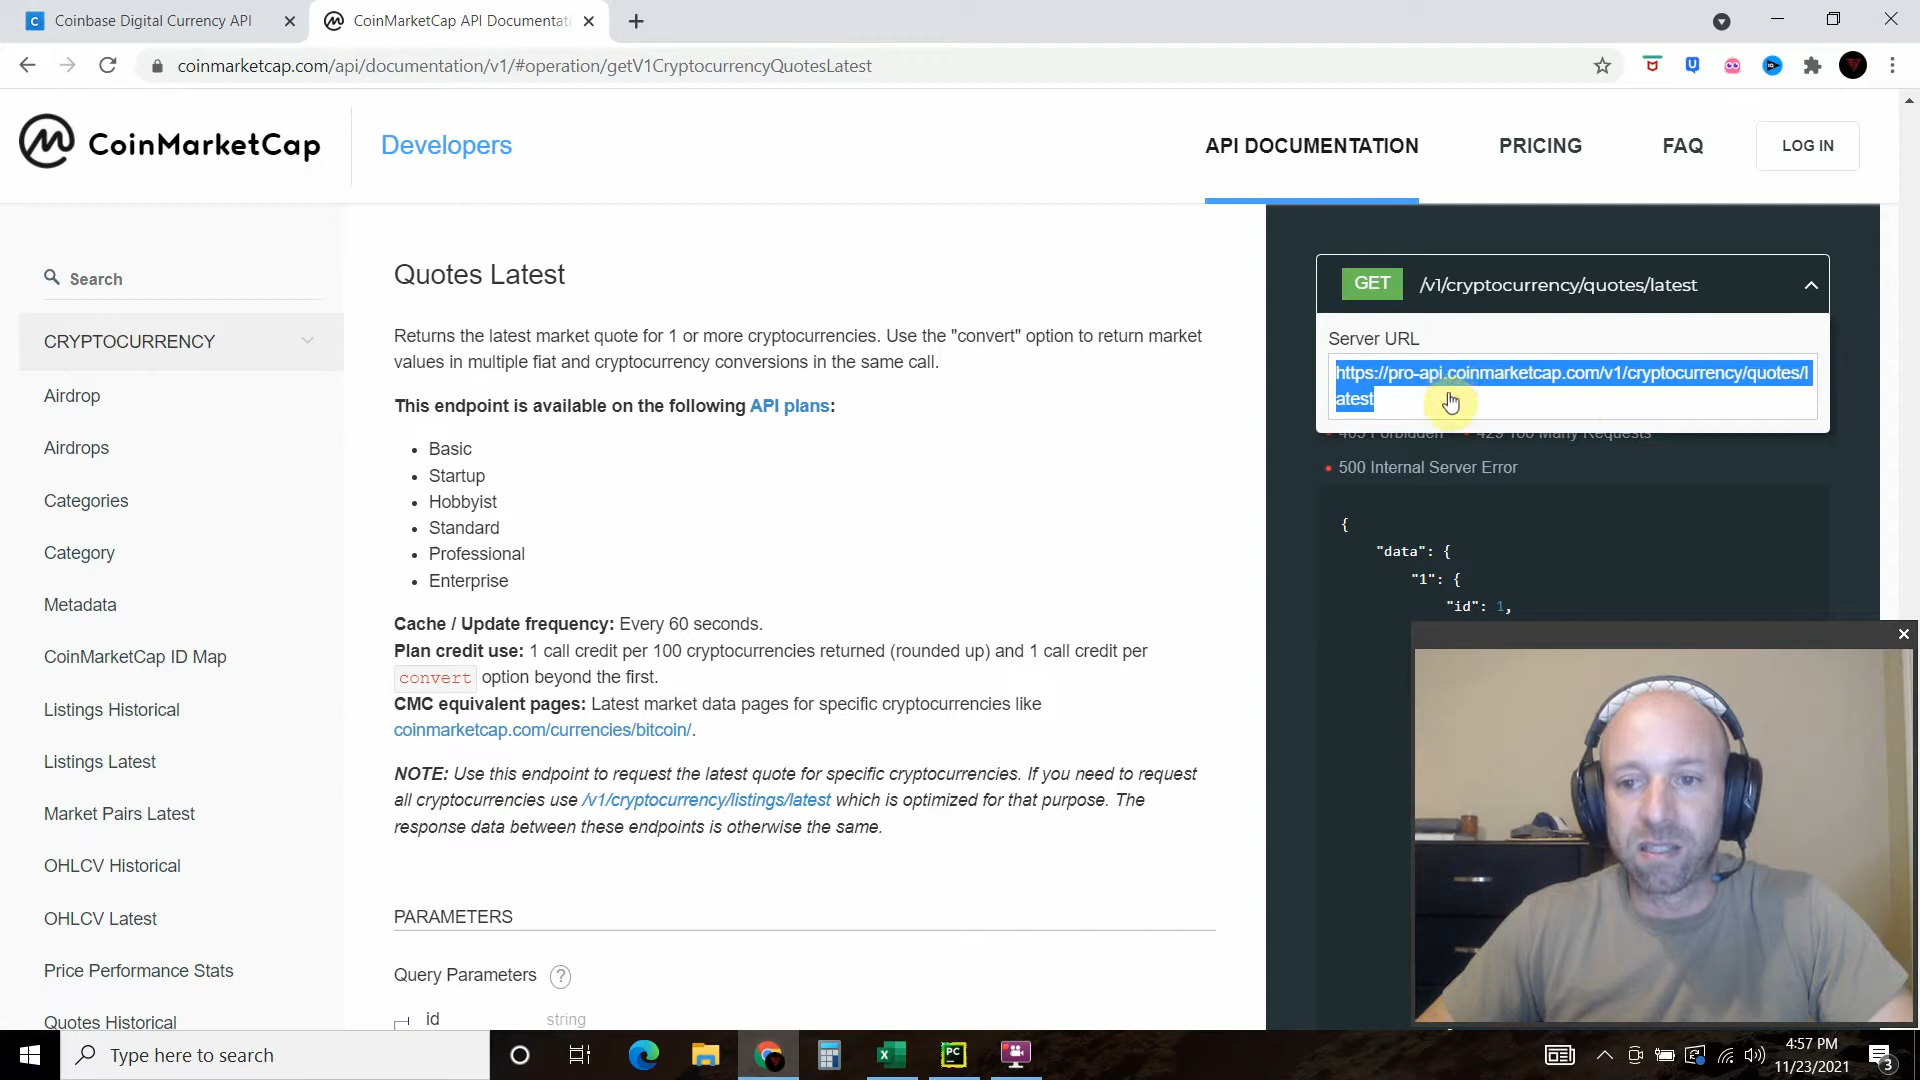 Coinbase Digital Currency API
CoinMarketCap API Documentati
coinmarketcap.com/api/documentation/v1/#operation/getV1CryptocurrencyQuotesLatest
CoinMarketCap
Developers
API DOCUMENTATION
PRICING
FAQ
LOG IN
Search
CRYPTOCURRENCY
Airdrop
Airdrops
Categories
Category
Metadata
CoinMarketCap ID Map
Listings Historical
Listings Latest
Market Pairs Latest
OHLCV Historical
OHLCV Latest
Price Performance Stats
Quotes Historical
Quotes Latest
Returns the latest market quote for 1 or more cryptocurrencies. Use the "convert" option to return market
values in multiple fiat and cryptocurrency conversions in the same call.
This endpoint is available on the following API plans:
• Basic
• Startup
• Hobbyist
• Standard
• Professional
• Enterprise
Cache / Update frequency: Every 60 seconds.
Plan credit use: 1 call credit per 100 cryptocurrencies returned (rounded up) and 1 call credit per
convert option beyond the first.
CMC equivalent pages: Latest market data pages for specific cryptocurrencies like
coinmarketcap.com/currencies/bitcoin/.
NOTE: Use this endpoint to request the latest quote for specific cryptocurrencies. If you need to request
all cryptocurrencies use /v1/cryptocurrency/listings/latest which is optimized for that purpose. The
response data between these endpoints is otherwise the same.
PARAMETERS
Query Parameters ?
id string
GET /v1/cryptocurrency/quotes/latest
Server URL
https://pro-api.coinmarketcap.com/v1/cryptocurrency/quotes/l
atest
403 Forbidden • 429 Too Many Requests
• 500 Internal Server Error
{
"data": {
"1": {
"id": 1,
Type here to search
PC
4:57 PM
11/23/2021
3